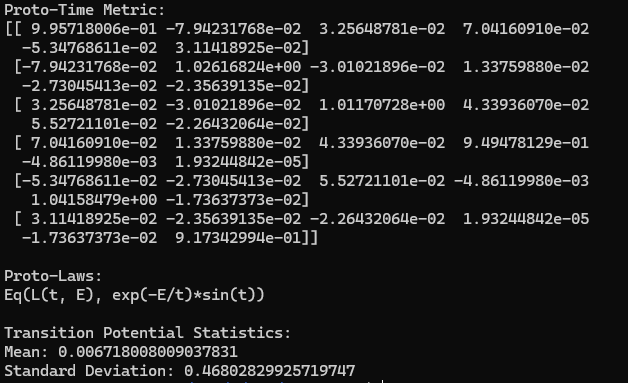 Proto-Time Metric:
[[ 9.95718006e-01 -7.94231768e-02  3.25648781e-02  7.04160910e-02
  -5.34768611e-02  3.11418925e-02]
 [-7.94231768e-02  1.02616824e+00 -3.01021896e-02  1.33759880e-02
  -2.73045413e-02 -2.35639135e-02]
 [ 3.25648781e-02 -3.01021896e-02  1.01170728e+00  4.33936070e-02
   5.52721101e-02 -2.26432064e-02]
 [ 7.04160910e-02  1.33759880e-02  4.33936070e-02  9.49478129e-01
  -4.86119980e-03  1.93244842e-05]
 [-5.34768611e-02 -2.73045413e-02  5.52721101e-02 -4.86119980e-03
   1.04158479e+00 -1.73637373e-02]
 [ 3.11418925e-02 -2.35639135e-02 -2.26432064e-02  1.93244842e-05
  -1.73637373e-02  9.17342994e-01]]
Proto-Laws:
Eq(L(t, E), exp(-E/t)*sin(t))
Transition Potential Statistics:
Mean: 0.006718008009037831
Standard Deviation: 0.46802829925719747